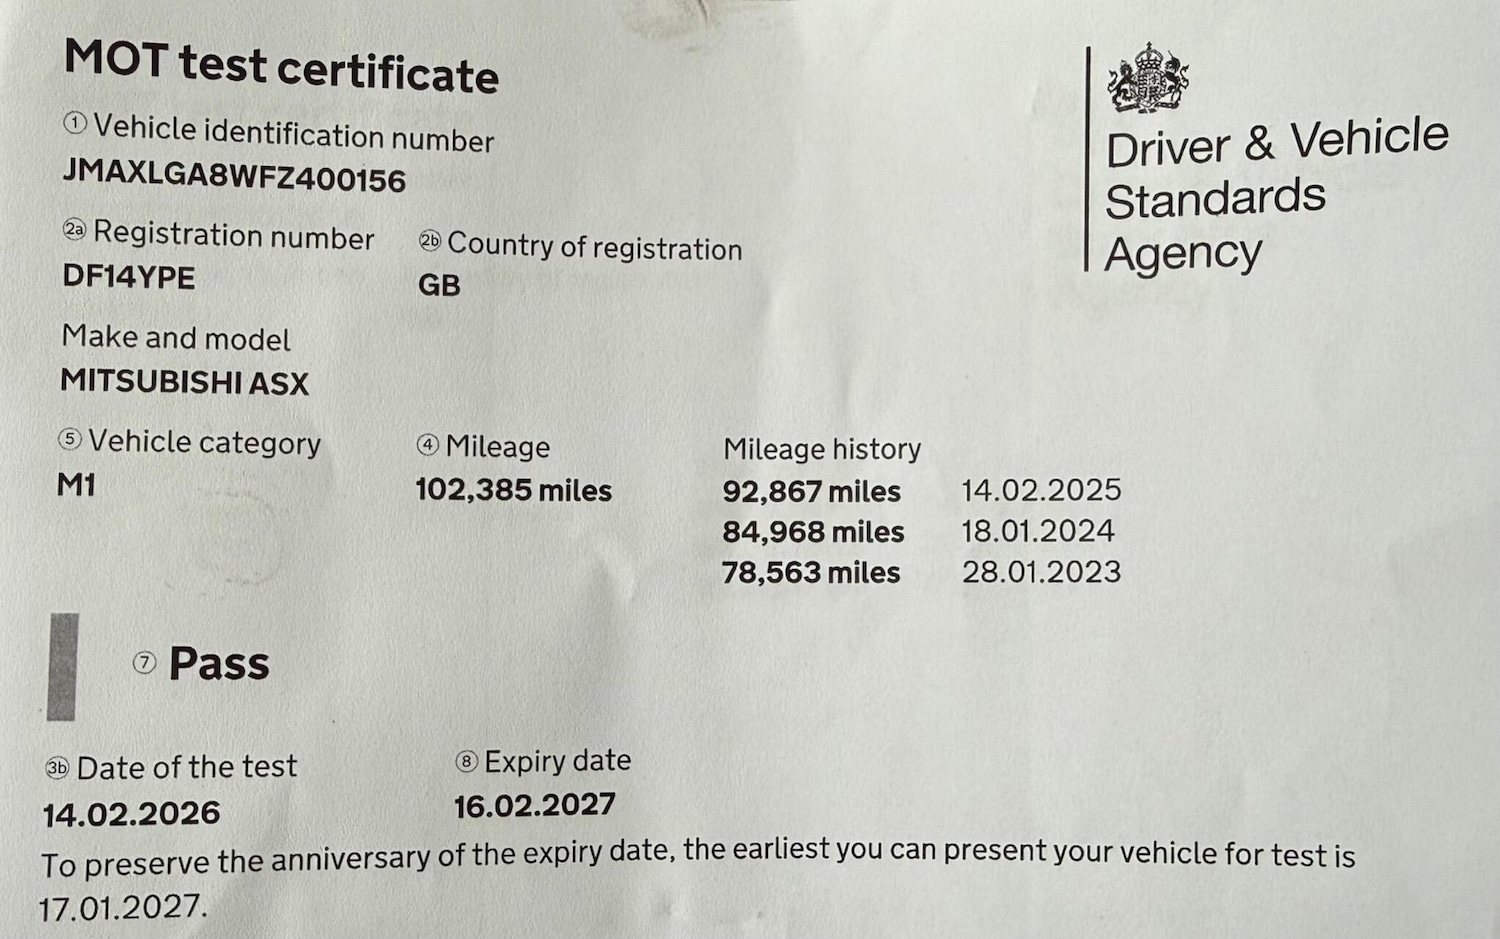 MOT test certificate
① Vehicle identification number
JMAXLGA8WFZ400156
2a Registration number 2b Country of registration
DF14YPE GB
Make and model
MITSUBISHI ASX
⑤ Vehicle category ④ Mileage Mileage history
M1 102,385 miles 92,867 miles 14.02.2025
84,968 miles 18.01.2024
78,563 miles 28.01.2023
⑦ Pass
3b Date of the test ⑧ Expiry date
14.02.2026 16.02.2027
To preserve the anniversary of the expiry date, the earliest you can present your vehicle for test is
17.01.2027.
Driver & Vehicle
Standards
Agency